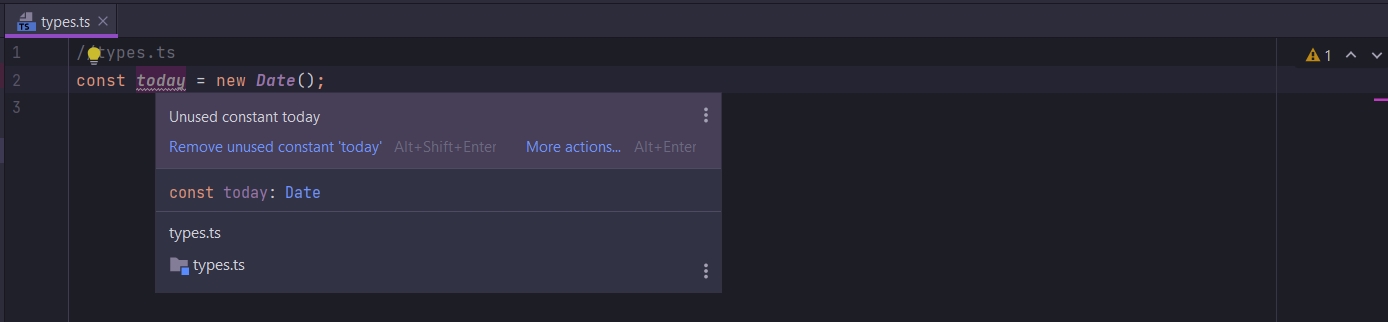 types.ts
1 //types.ts
1
2 const today = new Date();
3
Unused constant today
Remove unused constant 'today' Alt+Shift+Enter More actions... Alt+Enter
const today: Date
types.ts
types.ts